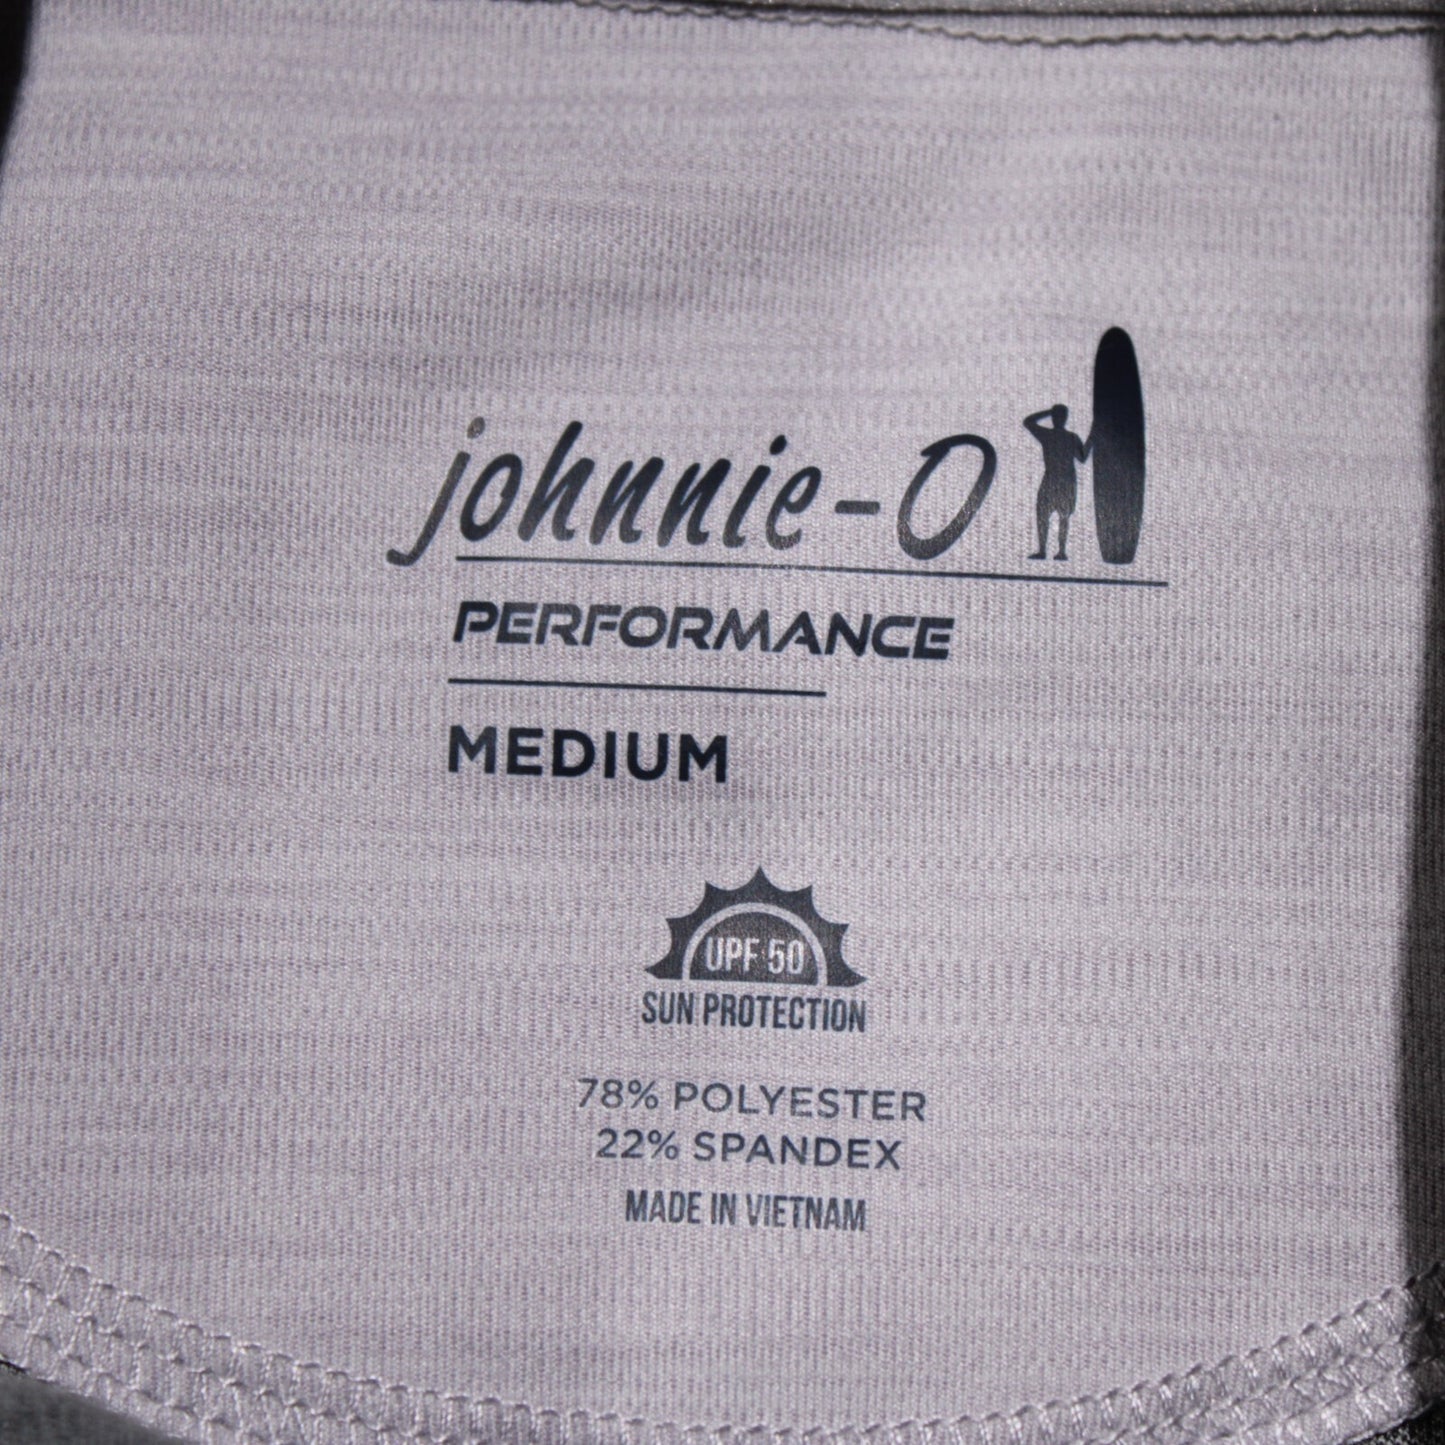 johnnie-O
PERFORMANCE
MEDIUM
UPF 50
SUN PROTECTION
78% POLYESTER
22% SPANDEX
MADE IN VIETNAM